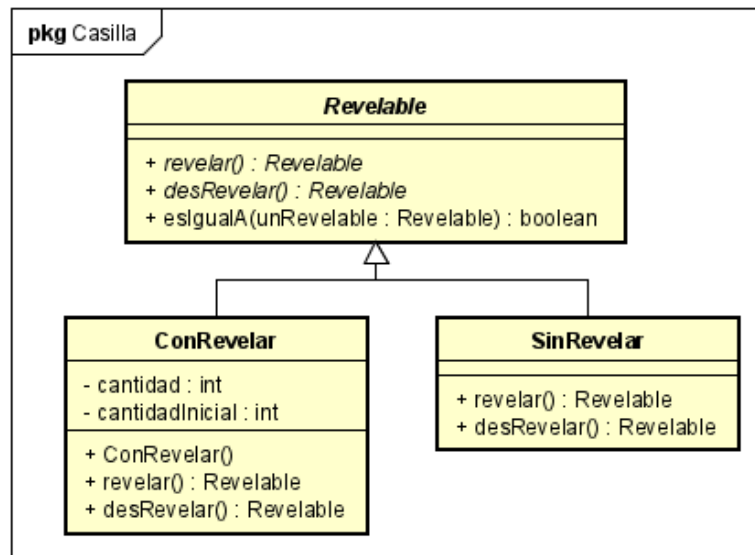 pkg Casilla
Revelable
+ revelar() : Revelable
+ desRevelar() : Revelable
+ esIgualA(unRevelable : Revelable) : boolean
ConRevelar
- cantidad : int
- cantidadInicial : int
+ ConRevelar()
+ revelar() : Revelable
+ desRevelar() : Revelable
SinRevelar
+ revelar() : Revelable
+ desRevelar() : Revelable